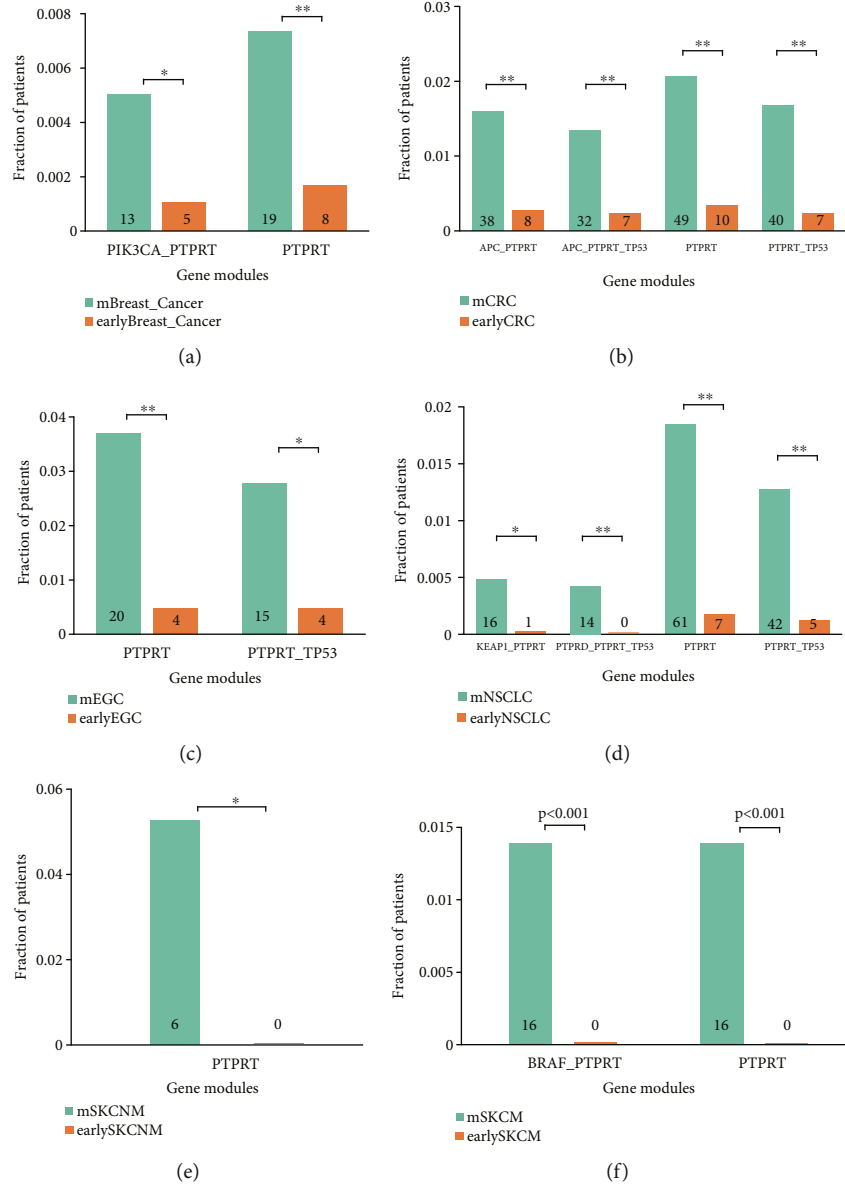 0.008
0.006
0.004
0.002
0
Fraction of patients
*
**
13
5
19
8
PIK3CA_PTPRT
PTPRT
Gene modules
mBreast_Cancer
earlyBreast_Cancer
(a)
0.03
0.02
0.01
0
Fraction of patients
**
**
**
**
38
8
32
7
49
10
40
7
APC_PTPRT
APC_PTPRT_TP53
PTPRT
PTPRT_TP53
Gene modules
mCRC
earlyCRC
(b)
0.04
0.03
0.02
0.01
0
Fraction of patients
**
*
20
4
15
4
PTPRT
PTPRT_TP53
Gene modules
mEGC
earlyEGC
(c)
0.02
0.015
0.01
0.005
0
Fraction of patients
*
**
**
**
16
1
14
0
61
7
42
5
KEAP1_PTPRT
PTPRD_PTPRT_TP53
PTPRT
PTPRT_TP53
Gene modules
mNSCLC
earlyNSCLC
(d)
0.06
0.04
0.02
0
Fraction of patients
*
6
0
PTPRT
Gene modules
mSKCNM
earlySKCNM
(e)
0.015
0.01
0.005
0
Fraction of patients
p<0.001
p<0.001
16
0
16
0
BRAF_PTPRT
PTPRT
Gene modules
mSKCM
earlySKCM
(f)